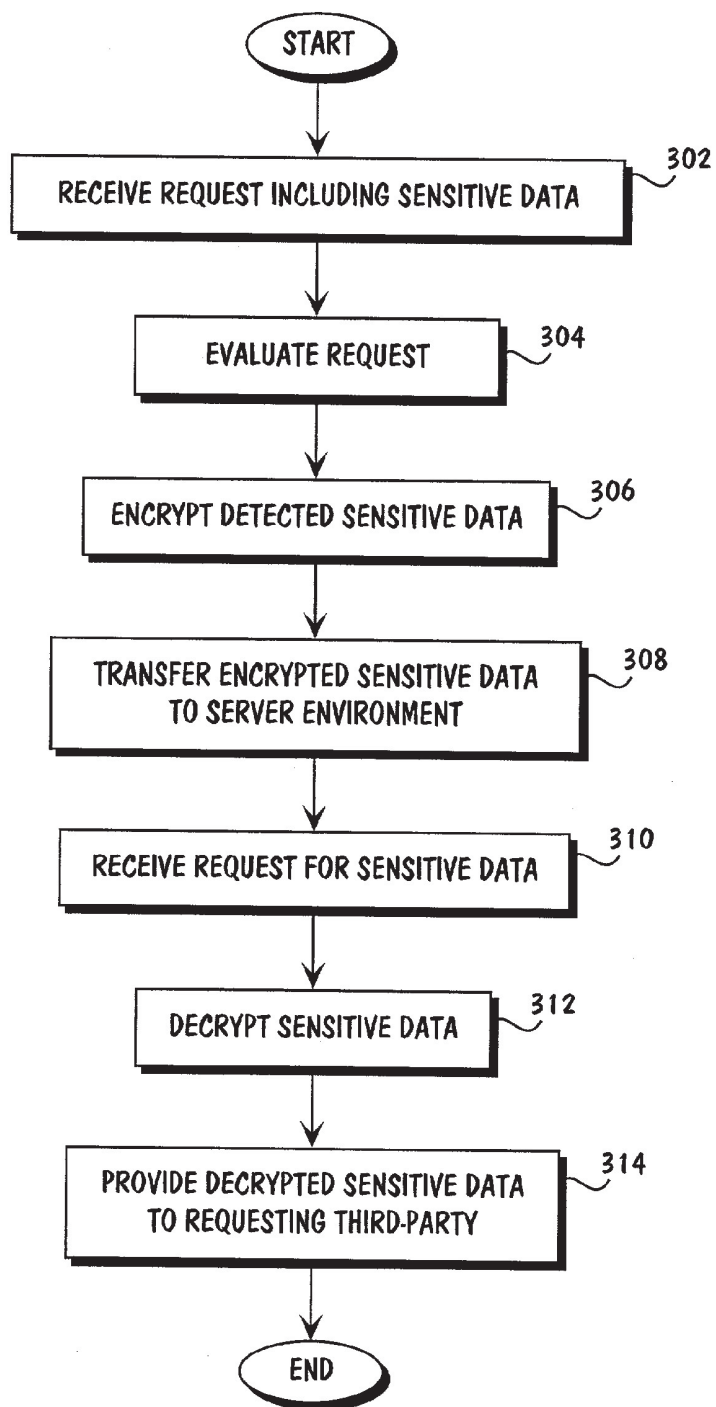 START
RECEIVE REQUEST INCLUDING SENSITIVE DATA
302
EVALUATE REQUEST
304
ENCRYPT DETECTED SENSITIVE DATA
306
TRANSFER ENCRYPTED SENSITIVE DATA
TO SERVER ENVIRONMENT
308
RECEIVE REQUEST FOR SENSITIVE DATA
310
DECRYPT SENSITIVE DATA
312
PROVIDE DECRYPTED SENSITIVE DATA
TO REQUESTING THIRD-PARTY
314
END